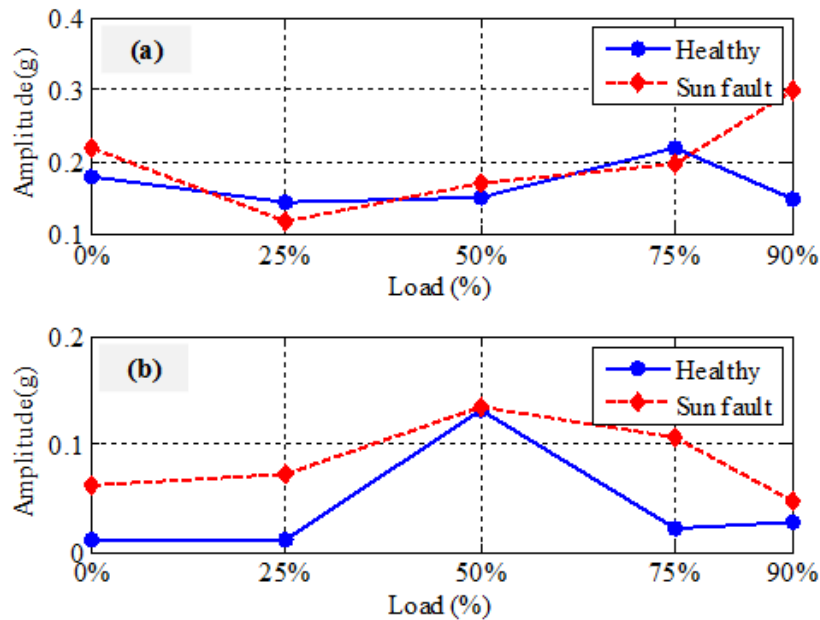 0.4
(a)
Healthy
Sun fault
0.3
0.2
0.1
Amplitude(g)
0% 25% 50% 75% 90%
Load (%)
0.2
(b)
Healthy
Sun fault
0.1
0
Amplitude(g)
0% 25% 50% 75% 90%
Load (%)